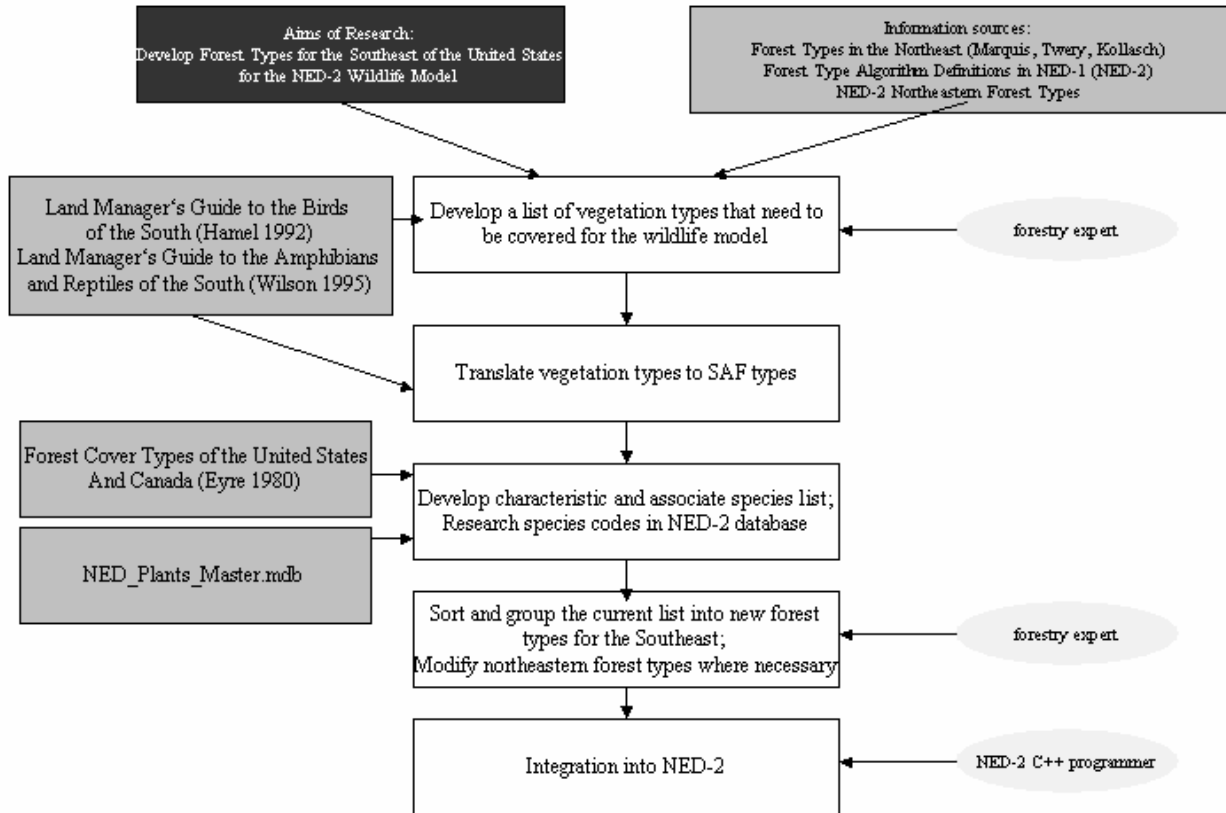 Aims of Research:
Develop Forest Types for the Southeast of the United States
for the NED-2 Wildlife Model
Information sources:
Forest Types in the Northeast (Marquis, Twery, Kollasch)
Forest Type Algorithm Definitions in NED-1 (NED-2)
NED-2 Northeastern Forest Types
Land Manager‘s Guide to the Birds
of the South (Hamel 1992)
Land Manager‘s Guide to the Amphibians
and Reptiles of the South (Wilson 1995)
Develop a list of vegetation types that need to
be covered for the wildlife model
forestry expert
Translate vegetation types to SAF types
Forest Cover Types of the United States
And Canada (Eyre 1980)
Develop characteristic and associate species list;
Research species codes in NED-2 database
NED_Plants_Master.mdb
Sort and group the current list into new forest
types for the Southeast;
Modify northeastern forest types where necessary
forestry expert
Integration into NED-2
NED-2 C++ programmer